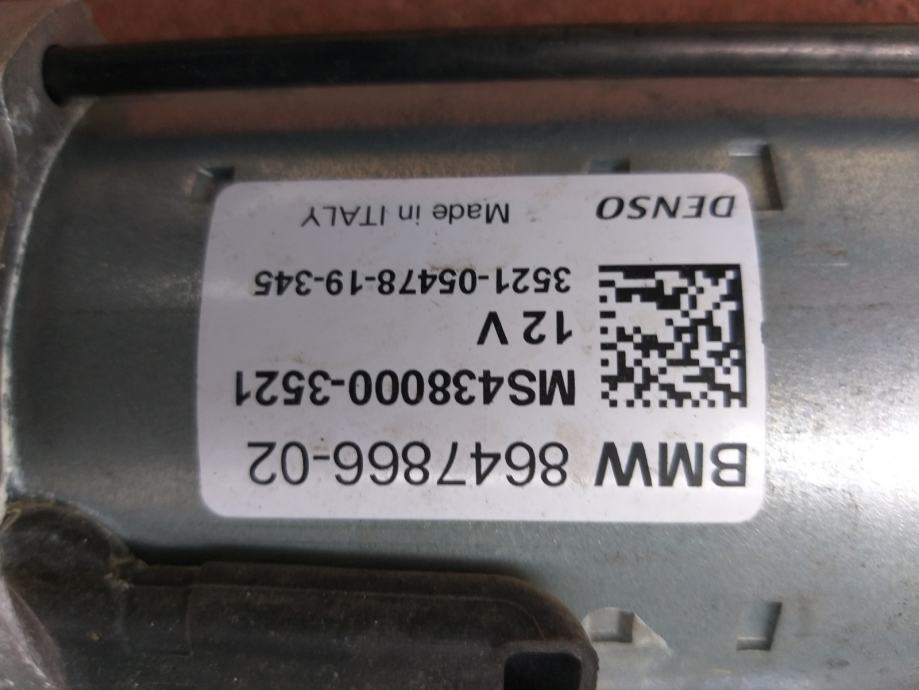 BMW 8647866-02
MS438000-3521
12 V
3521-05478-19-345
DENSO Made in ITALY